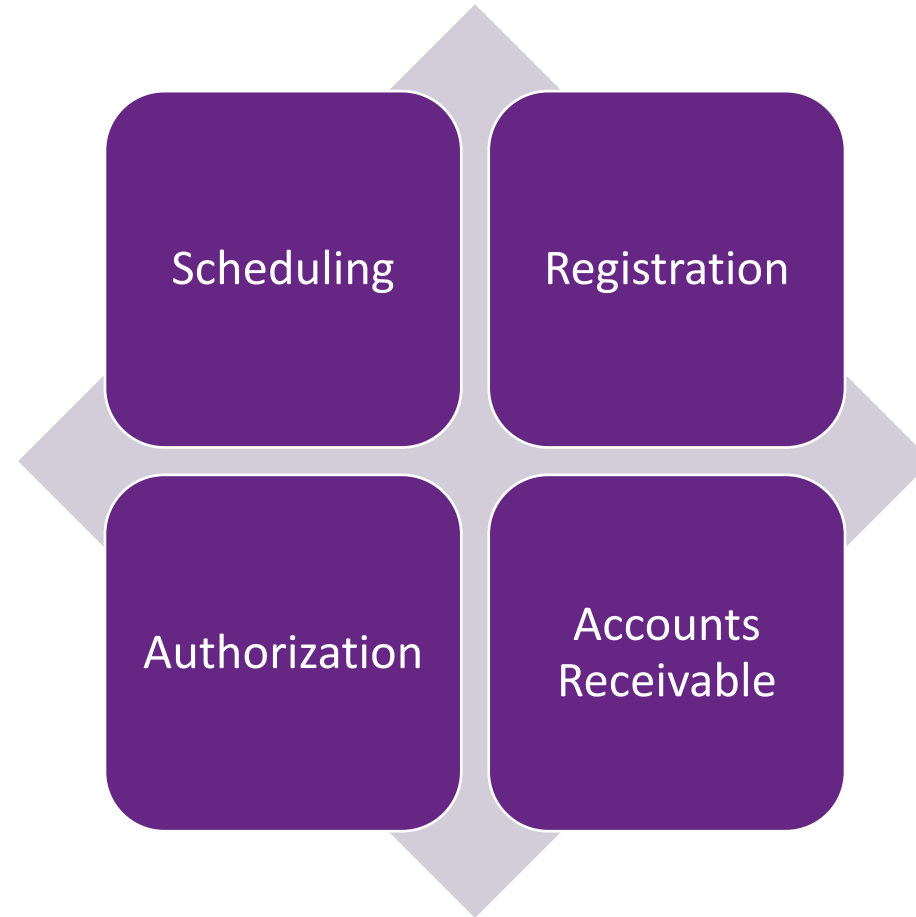 Scheduling
Registration
Authorization
Accounts
Receivable